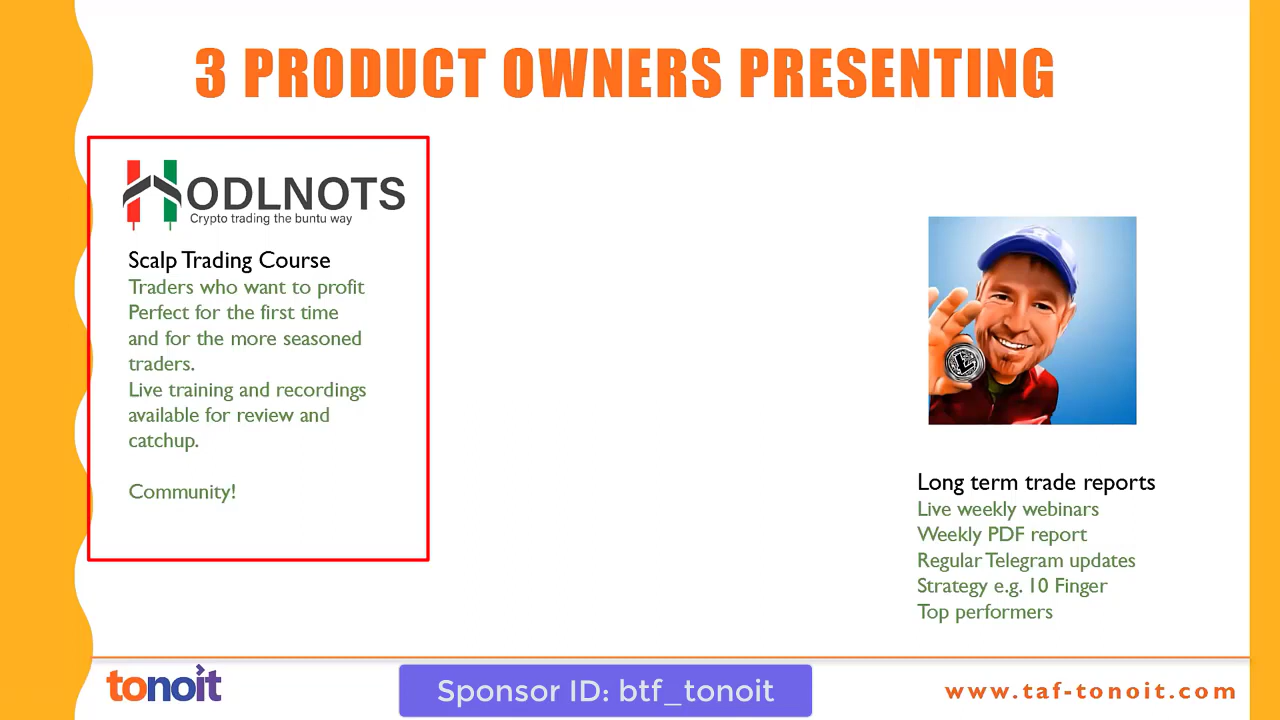 3 PRODUCT OWNERS PRESENTING
HODLNOTS
Crypto trading the buntu way
Scalp Trading Course
Traders who want to profit
Perfect for the first time
and for the more seasoned
traders.
Live training and recordings
available for review and
catchup.
Community!
Long term trade reports
Live weekly webinars
Weekly PDF report
Regular Telegram updates
Strategy e.g. 10 Finger
Top performers
tonoit
Sponsor ID: btf_tonoit
www.taf-tonoit.com